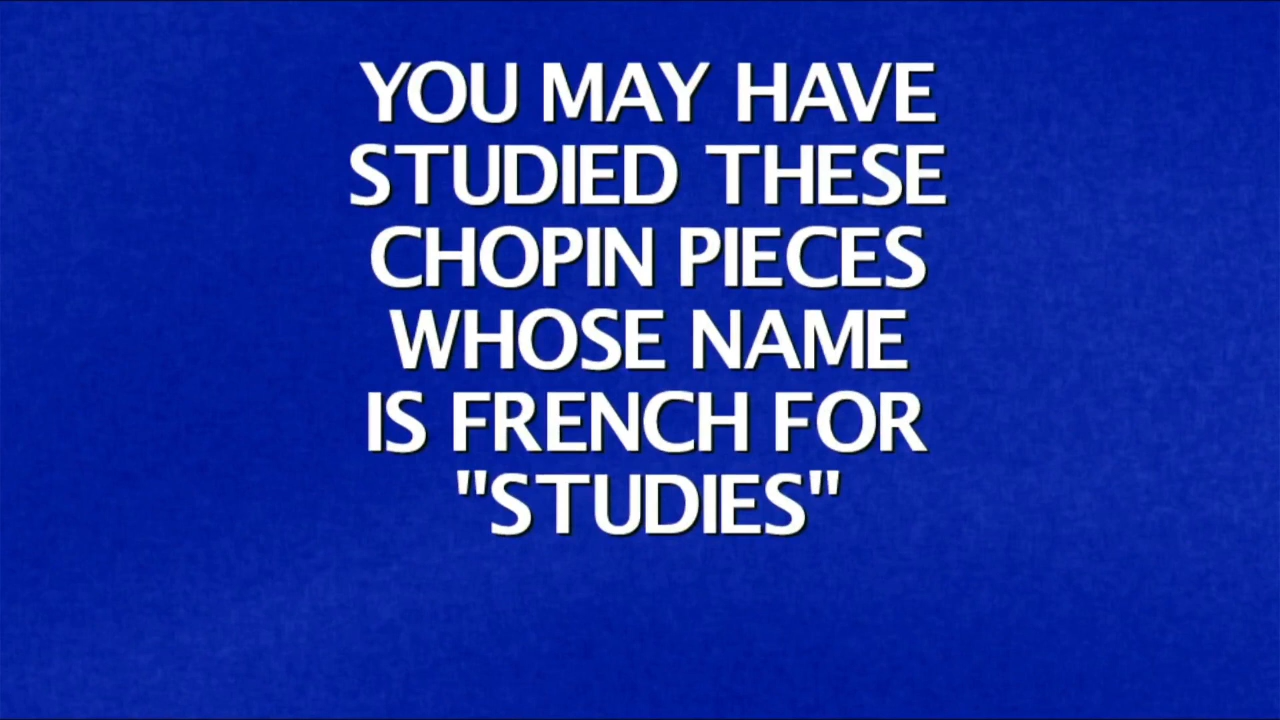 YOU MAY HAVE
STUDIED THESE
CHOPIN PIECES
WHOSE NAME
IS FRENCH FOR
"STUDIES"